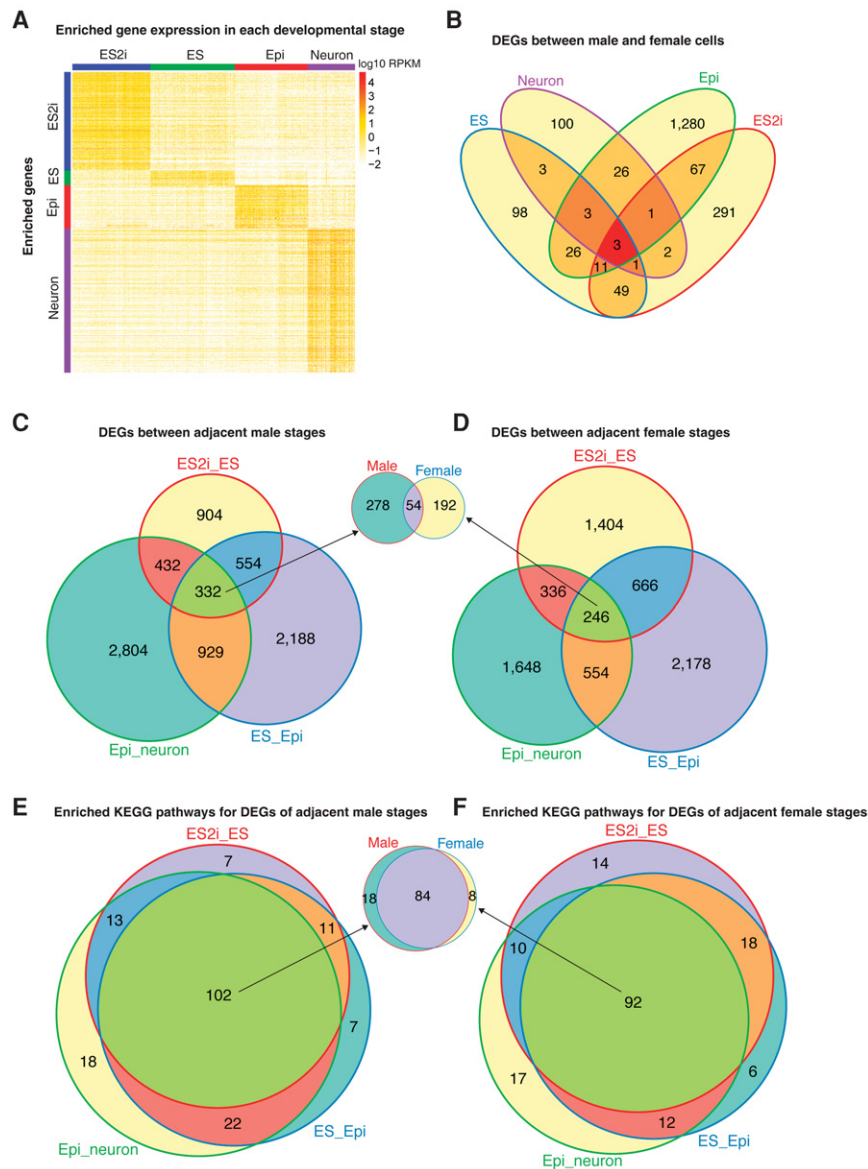 A
Enriched gene expression in each developmental stage
ES2i
ES
Epi
Neuron
log10 RPKM
4
3
2
1
0
−1
−2
ES2i
ES
Epi
Neuron
Enriched genes
B
DEGs between male and female cells
Neuron
Epi
ES
ES2i
100
1,280
3
26
67
98
3
1
291
3
26
11
1
2
49
C
DEGs between adjacent male stages
ES2i_ES
904
432
554
332
2,804
929
2,188
Epi_neuron
ES_Epi
Male
Female
278
54
192
D
DEGs between adjacent female stages
ES2i_ES
1,404
336
666
246
1,648
554
2,178
Epi_neuron
ES_Epi
E
Enriched KEGG pathways for DEGs of adjacent male stages
ES2i_ES
7
13
11
102
7
18
22
Epi_neuron
ES_Epi
Male
Female
18
84
8
F
Enriched KEGG pathways for DEGs of adjacent female stages
ES2i_ES
14
10
18
92
17
6
12
Epi_neuron
ES_Epi